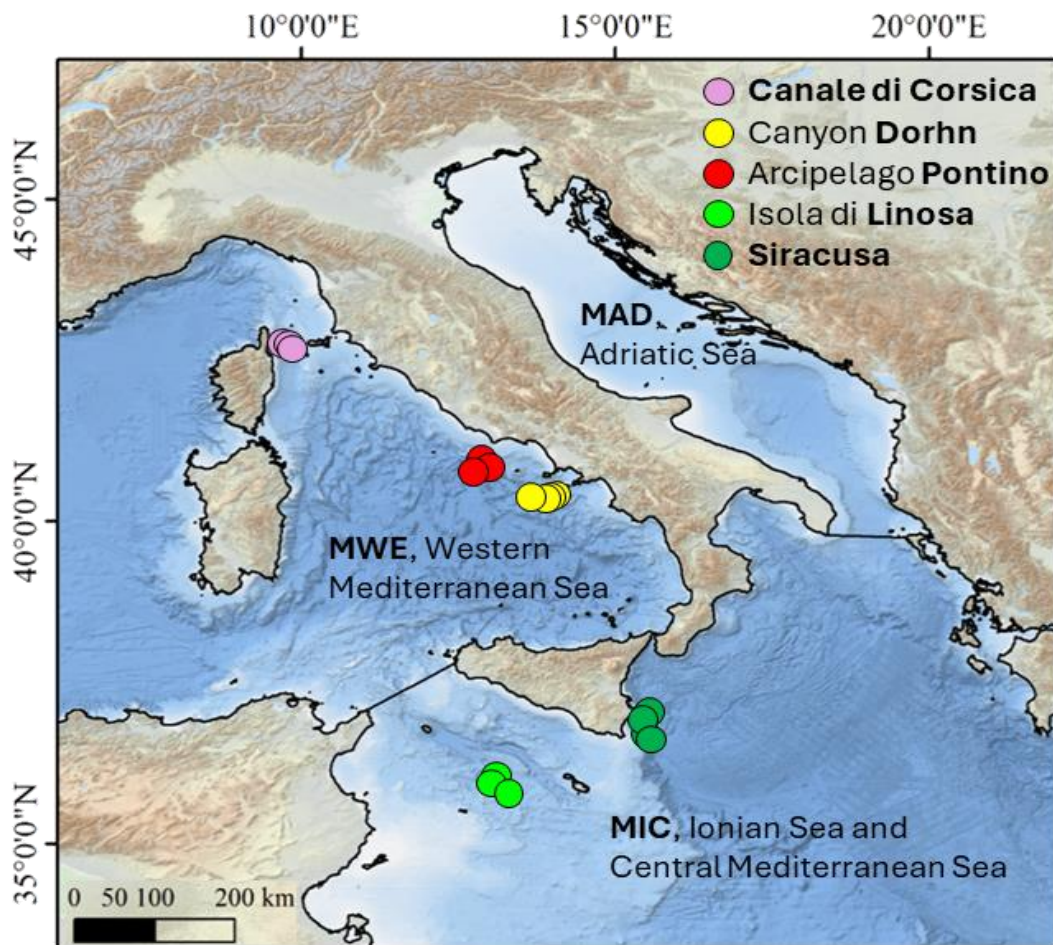 10°0'0"E 15°0'0"E 20°0'0"E
Canale di Corsica
Canyon Dorhn
Arcipelago Pontino
Isola di Linosa
Siracusa
45°0'0"N
MAD
Adriatic Sea
40°0'0"N
MWE, Western
Mediterranean Sea
MIC, Ionian Sea and
Central Mediterranean Sea
35°0'0"N
0 50 100 200 km